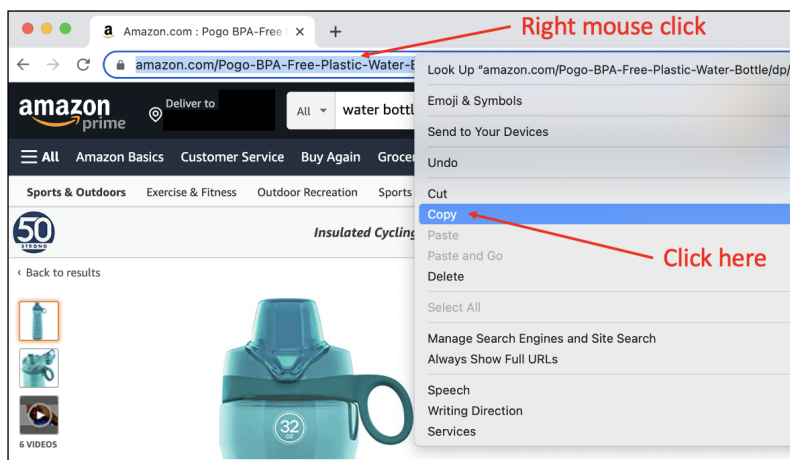 Right mouse click
Amazon.com : Pogo BPA-Free
amazon.com/Pogo-BPA-Free-Plastic-Water-B
Look Up “amazon.com/Pogo-BPA-Free-Plastic-Water-Bottle/dp/
Emoji & Symbols
Send to Your Devices
Undo
Cut
Copy
Paste
Paste and Go
Delete
Select All
Manage Search Engines and Site Search
Always Show Full URLs
Speech
Writing Direction
Services
Click here
amazon
prime
Deliver to
All
water bottl
All Amazon Basics Customer Service Buy Again Grocer
Sports & Outdoors Exercise & Fitness Outdoor Recreation Sports
50
STRONG
Insulated Cycling
‹ Back to results
32
OZ
6 VIDEOS